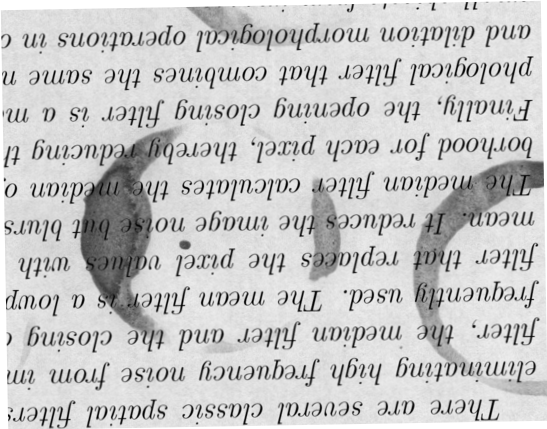 There are several classic spatial filters
eliminating high frequency noise from im
filter, the median filter and the closing
frequently used. The mean filter is a lowp
filter that replaces the pixel values with
mean. It reduces the image noise but blurs
The median filter calculates the median
borhood for each pixel, thereby reducing th
Finally, the opening closing filter is a
phological filter that combines the same
and dilation morphological operations in